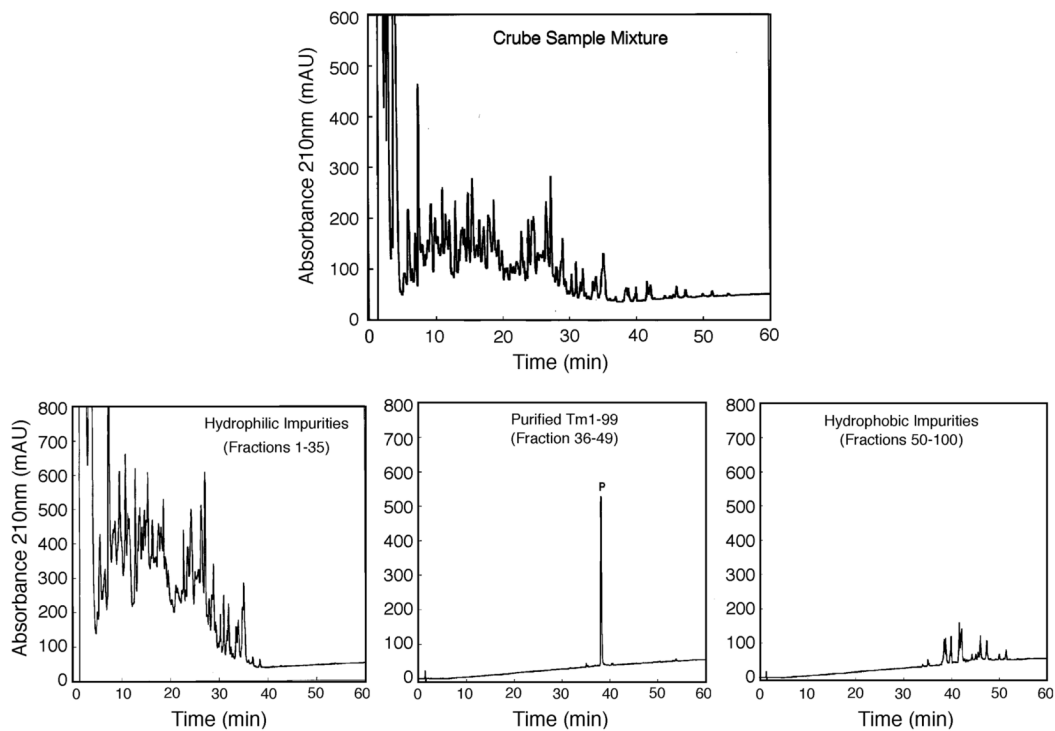 Crube Sample Mixture
Absorbance 210nm (mAU)
600
500
400
300
200
100
0
0 10 20 30 40 50 60
Time (min)
Hydrophilic Impurities
(Fractions 1-35)
Absorbance 210nm (mAU)
800
700
600
500
400
300
200
100
0
0 10 20 30 40 50 60
Time (min)
Purified Tm1-99
(Fraction 36-49)
P
800
700
600
500
400
300
200
100
0
0 10 20 30 40 50 60
Time (min)
Hydrophobic Impurities
(Fractions 50-100)
800
700
600
500
400
300
200
100
0
0 10 20 30 40 50 60
Time (min)